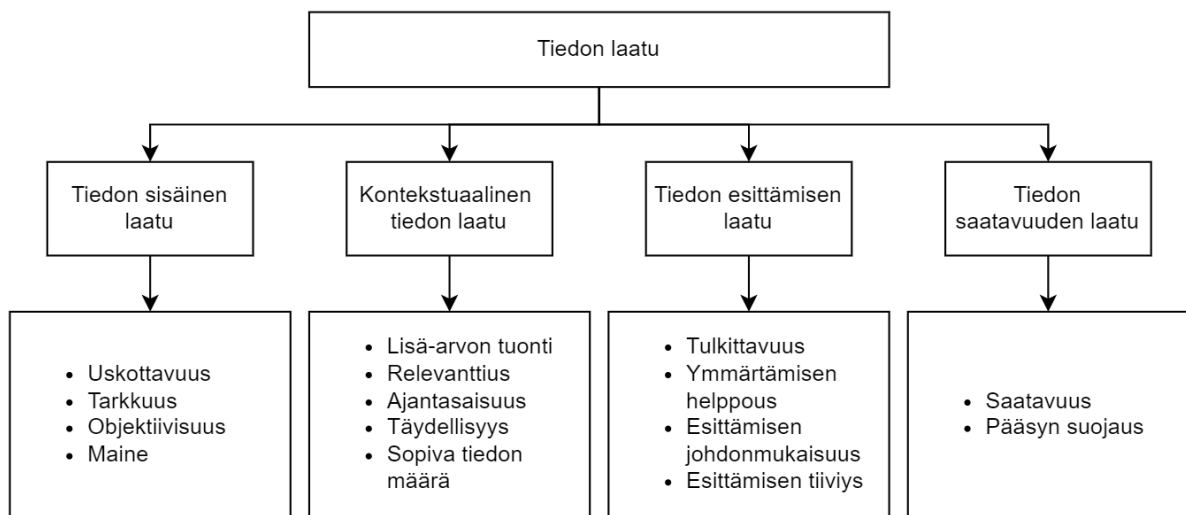 Tiedon laatu
Tiedon sisäinen
laatu
Kontekstuaalinen
tiedon laatu
Tiedon esittämisen
laatu
Tiedon
saatavuuden laatu
• Uskottavuus
• Tarkkuus
• Objektiivisuus
• Maine
• Lisä-arvon tuonti
• Relevanttius
• Ajantasaisuus
• Täydellisyys
• Sopiva tiedon
määrä
• Tulkittavuus
• Ymmärtämisen
helppous
• Esittämisen
johdonmukaisuus
• Esittämisen tiiviys
• Saatavuus
• Pääsyn suojaus